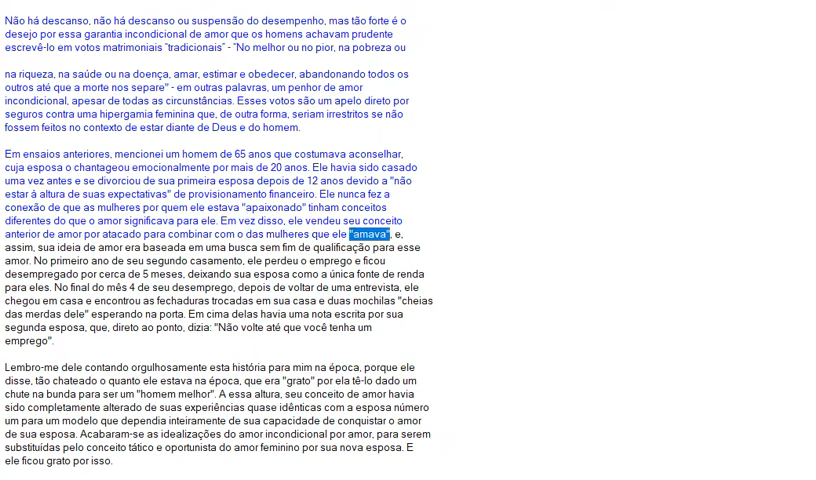 Não há descanso, não há descanso ou suspensão do desempenho, mas tão forte é o
desejo por essa garantia incondicional de amor que os homens achavam prudente
escrevê-lo em votos matrimoniais "tradicionais" - "No melhor ou no pior, na pobreza ou
na riqueza, na saúde ou na doença, amar, estimar e obedecer, abandonando todos os
outros até que a morte nos separe" - em outras palavras, um penhor de amor
incondicional, apesar de todas as circunstâncias. Esses votos são um apelo direto por
seguros contra uma hipergamia feminina que, de outra forma, seriam irrestritos se não
fossem feitos no contexto de estar diante de Deus e do homem.
Em ensaios anteriores, mencionei um homem de 65 anos que costumava aconselhar,
cuja esposa o chantageou emocionalmente por mais de 20 anos. Ele havia sido casado
uma vez antes e se divorciou de sua primeira esposa depois de 12 anos devido a "não
estar à altura de suas expectativas" de provisionamento financeiro. Ele nunca fez a
conexão de que as mulheres por quem ele estava "apaixonado" tinham conceitos
diferentes do que o amor significava para ele. Em vez disso, ele vendeu seu conceito
anterior de amor por atacado para combinar com o das mulheres que ele "amava", e,
assim, sua ideia de amor era baseada em uma busca sem fim de qualificação para esse
amor. No primeiro ano de seu segundo casamento, ele perdeu o emprego e ficou
desempregado por cerca de 5 meses, deixando sua esposa como a única fonte de renda
para eles. No final do mês 4 de seu desemprego, depois de voltar de uma entrevista, ele
chegou em casa e encontrou as fechaduras trocadas em sua casa e duas mochilas "cheias
das merdas dele" esperando na porta. Em cima delas havia uma nota escrita por sua
segunda esposa, que, direto ao ponto, dizia: "Não volte até que você tenha um
emprego".
Lembro-me dele contando orgulhosamente esta história para mim na época, porque ele
disse, tão chateado o quanto ele estava na época, que era "grato" por ela tê-lo dado um
chute na bunda para ser um "homem melhor". A essa altura, seu conceito de amor havia
sido completamente alterado de suas experiências quase idênticas com a esposa número
um para um modelo que dependia inteiramente de sua capacidade de conquistar o amor
de sua esposa. Acabaram-se as idealizações do amor incondicional por amor, para serem
substituídas pelo conceito tático e oportunista do amor feminino por sua nova esposa. E
ele ficou grato por isso.